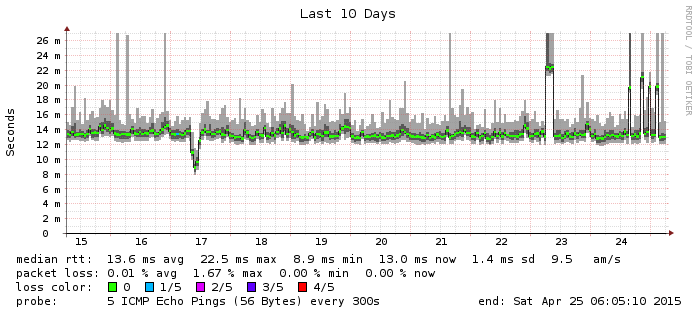 Last 10 Days
RRDTOOL / TOBI OETIKER
Seconds
26 m
24 m
22 m
20 m
18 m
16 m
14 m
12 m
10 m
8 m
6 m
4 m
2 m
0
15 16 17 18 19 20 21 22 23 24
median rtt: 13.6 ms avg 22.5 ms max 8.9 ms min 13.0 ms now 1.4 ms sd 9.5 am/s
packet loss: 0.01 % avg 1.67 % max 0.00 % min 0.00 % now
loss color: 0 1/5 2/5 3/5 4/5
probe: 5 ICMP Echo Pings (56 Bytes) every 300s end: Sat Apr 25 06:05:10 2015